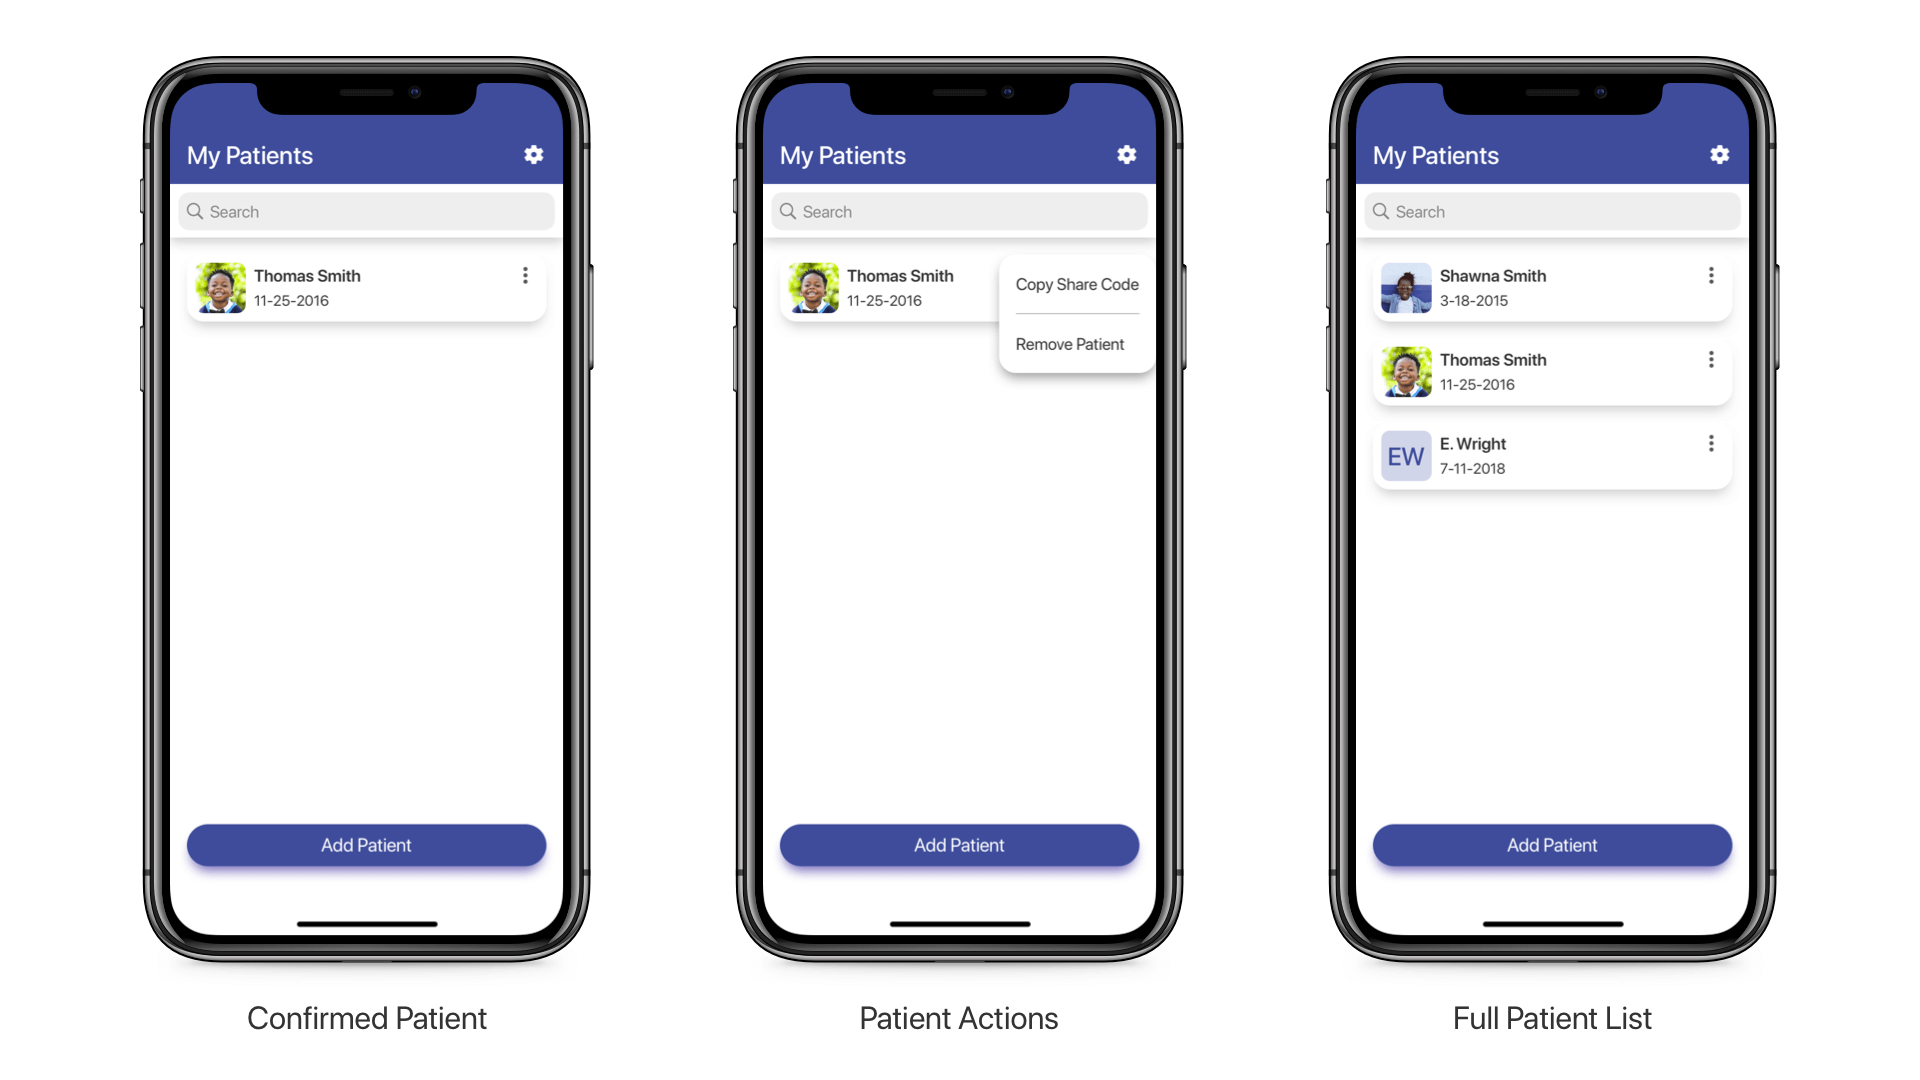 My Patients
Search
Thomas Smith
11-25-2016
Add Patient
Confirmed Patient
My Patients
Search
Thomas Smith
11-25-2016
Copy Share Code
Remove Patient
Add Patient
Patient Actions
My Patients
Search
Shawna Smith
3-18-2015
Thomas Smith
11-25-2016
EW
E. Wright
7-11-2018
Add Patient
Full Patient List